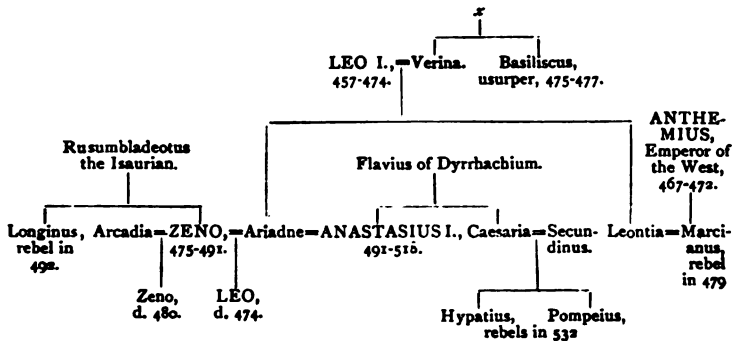 x
LEO I.,=Verina. Basiliscus,
457-474. usurper, 475-477.
ANTHE-
MIUS,
Rusumbladeotus Emperor of
the Isaurian. Flavius of Dyrrhachium. the West,
467-472.
Longinus, Arcadia=ZENO,=Ariadne=ANASTASIUS I., Caesaria=Secun- Leontia=Marci-
rebel in 475-491. 491-518. dinus. anus,
492. rebel
in 479
Zeno, LEO,
d. 480. d. 474. Hypatius, Pompeius,
rebels in 532